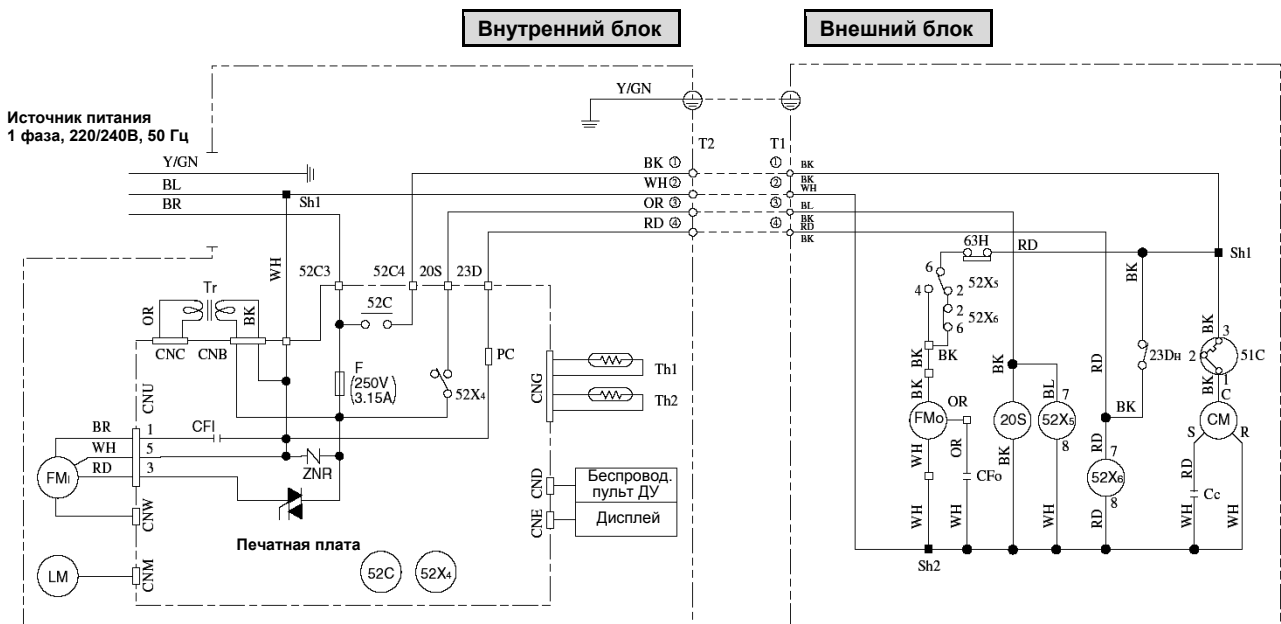 Внутренний блок
Внешний блок
Источник питания
1 фаза, 220/240В, 50 Гц
Y/GN
T2
T1
Y/GN
BL
BR
Sh1
BK ①
WH ②
OR ③
RD ④
① BK
② BK
WH
③ BL
BK
④ RD
BK
WH
52C3
52C4
20S
23D
52C
Tr
OR
BK
CNC
CNB
F
(250V
3.15A)
52X4
PC
CNG
Th1
Th2
CNU
BR
WH
RD
1
5
3
CFI
ZNR
FMI
CNW
LM
CNM
Печатная плата
52C
52X4
CND
CNE
Беспровод.
пульт ДУ
Дисплей
63H
RD
Sh1
6
4
2
52X5
2
52X6
6
BK
BK
BK
BK
FMO
OR
OR
WH
WH
CFO
WH
BK
20S
BK
WH
BL
7
52X5
8
WH
RD
BK
RD
7
52X6
8
RD
23DH
BK
BK
3
2
51C
1
BK
C
CM
S
R
RD
Cc
WH
WH
Sh2